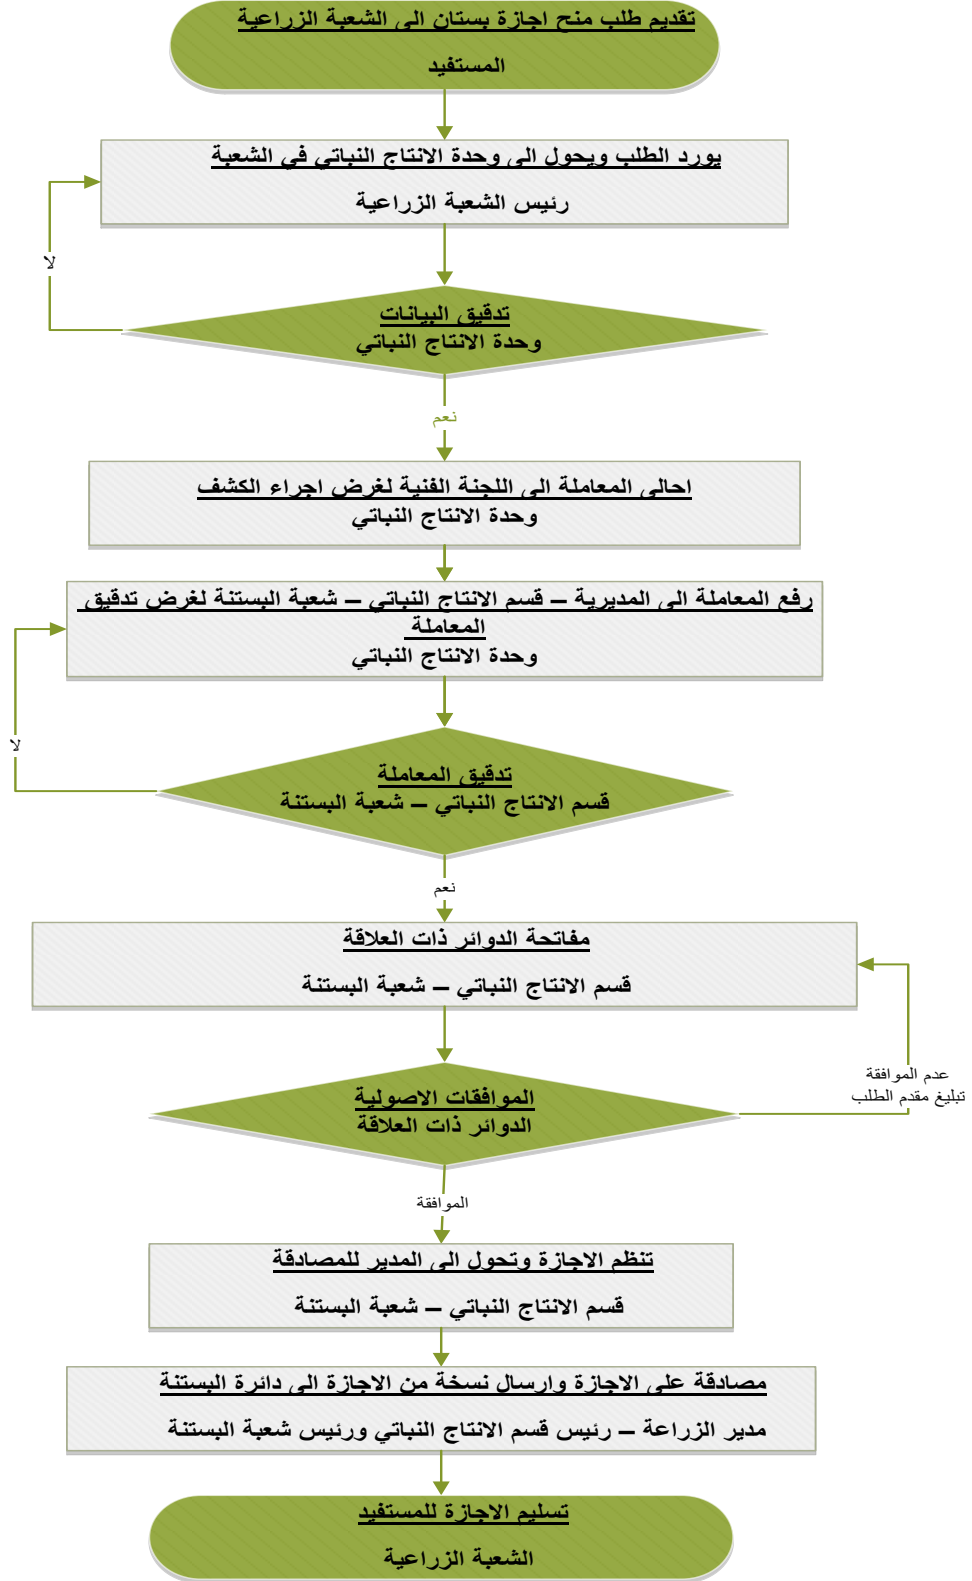 تقديم طلب منح اجازة بستان الى الشعبة الزراعية
المستفيد
يورد الطلب ويحول الى وحدة الانتاج النباتي في الشعبة
رئيس الشعبة الزراعية
لا
تدقيق البيانات
وحدة الانتاج النباتي
نعم
احالى المعاملة الى اللجنة الفنية لغرض اجراء الكشف
وحدة الانتاج النباتي
رفع المعاملة الى المديرية – قسم الانتاج النباتي – شعبة البستنة لغرض تدقيق
المعاملة
وحدة الانتاج النباتي
لا
تدقيق المعاملة
قسم الانتاج النباتي – شعبة البستنة
نعم
مفاتحة الدوائر ذات العلاقة
قسم الانتاج النباتي – شعبة البستنة
عدم الموافقة
تبليغ مقدم الطلب
الموافقات الاصولية
الدوائر ذات العلاقة
الموافقة
تنظم الاجازة وتحول الى المدير للمصادقة
قسم الانتاج النباتي – شعبة البستنة
مصادقة على الاجازة وارسال نسخة من الاجازة الى دائرة البستنة
مدير الزراعة – رئيس قسم الانتاج النباتي ورئيس شعبة البستنة
تسليم الاجازة للمستفيد
الشعبة الزراعية